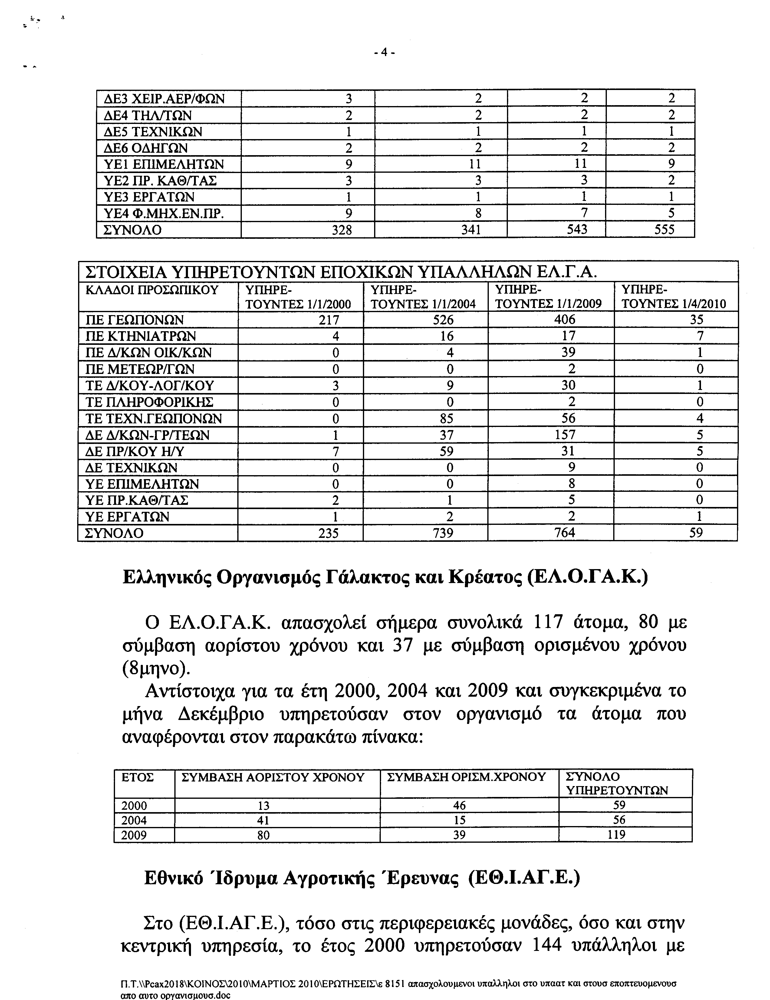 - 4 -
ΔΕ3 ΧΕΙΡ.ΑΕΡ/ΦΩΝ 3 2 2 2
ΔΕ4 ΤΗΛ/ΤΩΝ 2 2 2 2
ΔΕ5 ΤΕΧΝΙΚΩΝ 1 1 1 1
ΔΕ6 ΟΔΗΓΩΝ 2 2 2 2
ΥΕ1 ΕΠΙΜΕΛΗΤΩΝ 9 11 11 9
ΥΕ2 ΠΡ. ΚΑΘ/ΤΑΣ 3 3 3 2
ΥΕ3 ΕΡΓΑΤΩΝ 1 1 1 1
ΥΕ4 Φ.ΜΗΧ.ΕΝ.ΠΡ. 9 8 7 5
ΣΥΝΟΛΟ 328 341 543 555
ΣΤΟΙΧΕΙΑ ΥΠΗΡΕΤΟΥΝΤΩΝ ΕΠΟΧΙΚΩΝ ΥΠΑΛΛΗΛΩΝ ΕΛ.Γ.Α.
ΚΛΑΔΟΙ ΠΡΟΣΩΠΙΚΟΥ ΥΠΗΡΕ- ΥΠΗΡΕ- ΥΠΗΡΕ- ΥΠΗΡΕ-
ΤΟΥΝΤΕΣ 1/1/2000 ΤΟΥΝΤΕΣ 1/1/2004 ΤΟΥΝΤΕΣ 1/1/2009 ΤΟΥΝΤΕΣ 1/4/2010
ΠΕ ΓΕΩΠΟΝΩΝ 217 526 406 35
ΠΕ ΚΤΗΝΙΑΤΡΩΝ 4 16 17 7
ΠΕ Δ/ΚΩΝ ΟΙΚ/ΚΩΝ 0 4 39 1
ΠΕ ΜΕΤΕΩΡ/ΓΩΝ 0 0 2 0
ΤΕ Δ/ΚΟΥ-ΛΟΓ/ΚΟΥ 3 9 30 1
ΤΕ ΠΛΗΡΟΦΟΡΙΚΗΣ 0 0 2 0
ΤΕ ΤΕΧΝ.ΓΕΩΠΟΝΩΝ 0 85 56 4
ΔΕ Δ/ΚΩΝ-ΓΡ/ΤΕΩΝ 1 37 157 5
ΔΕ ΠΡ/ΚΟΥ Η/Υ 7 59 31 5
ΔΕ ΤΕΧΝΙΚΩΝ 0 0 9 0
ΥΕ ΕΠΙΜΕΛΗΤΩΝ 0 0 8 0
ΥΕ ΠΡ.ΚΑΘ/ΤΑΣ 2 1 5 0
ΥΕ ΕΡΓΑΤΩΝ 1 2 2 1
ΣΥΝΟΛΟ 235 739 764 59
Ελληνικός Οργανισμός Γάλακτος και Κρέατος (ΕΛ.Ο.ΓΑ.Κ.)
Ο ΕΛ.Ο.ΓΑ.Κ. απασχολεί σήμερα συνολικά 117 άτομα, 80 με
σύμβαση αορίστου χρόνου και 37 με σύμβαση ορισμένου χρόνου
(8μηνο).
Αντίστοιχα για τα έτη 2000, 2004 και 2009 και συγκεκριμένα το
μήνα Δεκέμβριο υπηρετούσαν στον οργανισμό τα άτομα που
αναφέρονται στον παρακάτω πίνακα:
ΕΤΟΣ ΣΥΜΒΑΣΗ ΑΟΡΙΣΤΟΥ ΧΡΟΝΟΥ ΣΥΜΒΑΣΗ ΟΡΙΣΜ.ΧΡΟΝΟΥ ΣΥΝΟΛΟ
ΥΠΗΡΕΤΟΥΝΤΩΝ
2000 13 46 59
2004 41 15 56
2009 80 39 119
Εθνικό Ίδρυμα Αγροτικής Έρευνας (ΕΘ.Ι.ΑΓ.Ε.)
Στο (ΕΘ.Ι.ΑΓ.Ε.), τόσο στις περιφερειακές μονάδες, όσο και στην
κεντρική υπηρεσία, το έτος 2000 υπηρετούσαν 144 υπάλληλοι με
Π.Τ.\\Pcax2018\ΚΟΙΝΟΣ\2010\ΜΑΡΤΙΟΣ 2010\ΕΡΩΤΗΣΕΙΣ\ε 8151 απασχολουμενοι υπαλληλοι στο υπαατ και στουσ εποπτευομενουσ
απο αυτο οργανισμουσ.doc